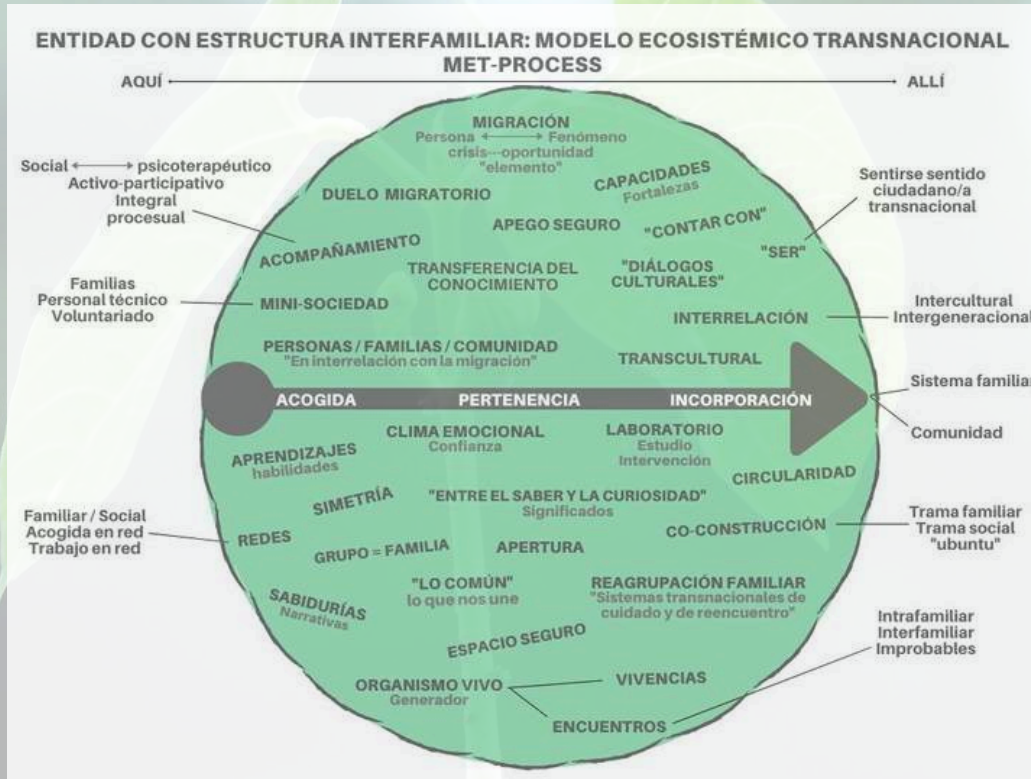 ENTIDAD CON ESTRUCTURA INTERFAMILIAR: MODELO ECOSISTÉMICO TRANSNACIONAL
MET-PROCESS
AQUÍ
ALLÍ
MIGRACIÓN
Persona Fenómeno
crisis---oportunidad
"elemento"
Social psicoterapéutico
Activo-participativo
Integral
procesual
DUELO MIGRATORIO
CAPACIDADES
Fortalezas
Sentirse sentido
ciudadano/a
transnacional
APEGO SEGURO
"CONTAR CON"
ACOMPAÑAMIENTO
"SER"
TRANSFERENCIA DEL
CONOCIMIENTO
"DIÁLOGOS
CULTURALES"
Familias
Personal técnico
Voluntariado
MINI-SOCIEDAD
INTERRELACIÓN
Intercultural
Intergeneracional
PERSONAS / FAMILIAS / COMUNIDAD
"En interrelación con la migración"
TRANSCULTURAL
ACOGIDA
PERTENENCIA
INCORPORACIÓN
Sistema familiar
Comunidad
APRENDIZAJES
habilidades
CLIMA EMOCIONAL
Confianza
LABORATORIO
Estudio
Intervención
CIRCULARIDAD
SIMETRÍA
"ENTRE EL SABER Y LA CURIOSIDAD"
Significados
Familiar / Social
Acogida en red
Trabajo en red
REDES
GRUPO = FAMILIA
APERTURA
CO-CONSTRUCCIÓN
Trama familiar
Trama social
"ubuntu"
SABIDURÍAS
Narrativas
"LO COMÚN"
lo que nos une
REAGRUPACIÓN FAMILIAR
"Sistemas transnacionales de
cuidado y de reencuentro"
ESPACIO SEGURO
Intrafamiliar
Interfamiliar
Improbables
ORGANISMO VIVO
Generador
VIVENCIAS
ENCUENTROS